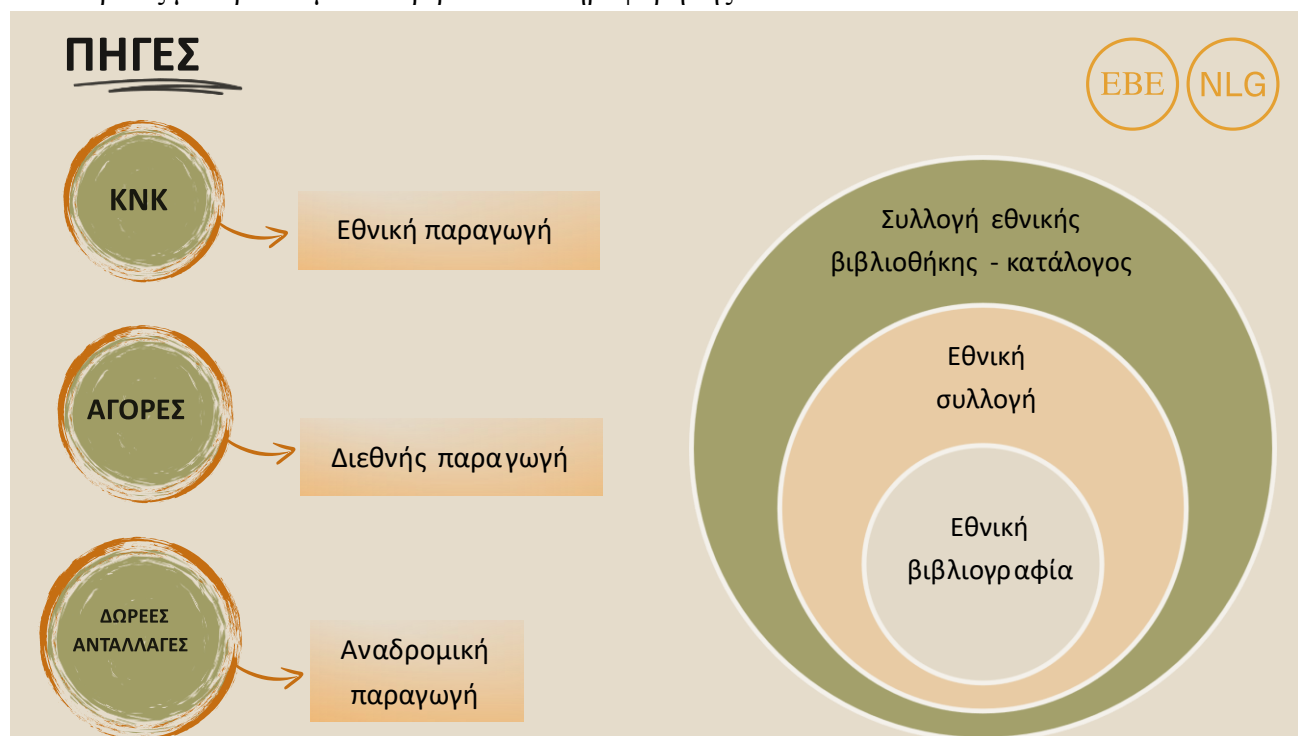 ΠΗΓΕΣ
ΕΒΕ NLG
ΚΝΚ
Εθνική παραγωγή
ΑΓΟΡΕΣ
Διεθνής παραγωγή
ΔΩΡΕΕΣ
ΑΝΤΑΛΛΑΓΕΣ
Αναδρομική
παραγωγή
Συλλογή εθνικής
βιβλιοθήκης - κατάλογος
Εθνική
συλλογή
Εθνική
βιβλιογραφία